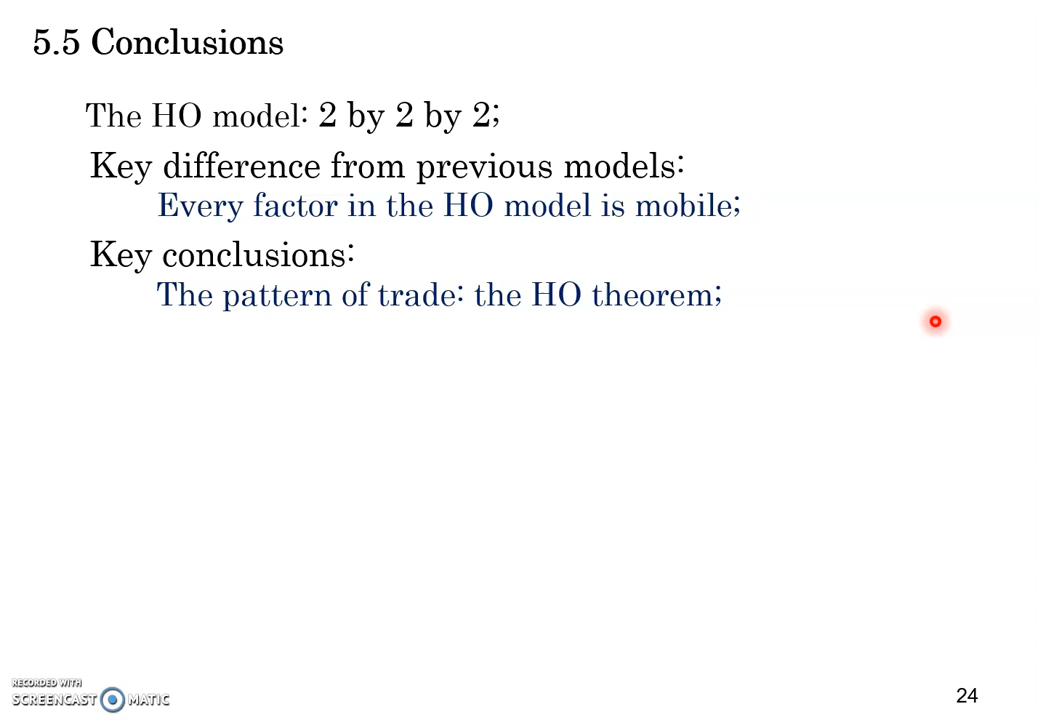 5.5 Conclusions
The HO model: 2 by 2 by 2;
Key difference from previous models:
Every factor in the HO model is mobile;
Key conclusions:
The pattern of trade: the HO theorem;
RECORDED WITH
SCREENCAST MATIC
24